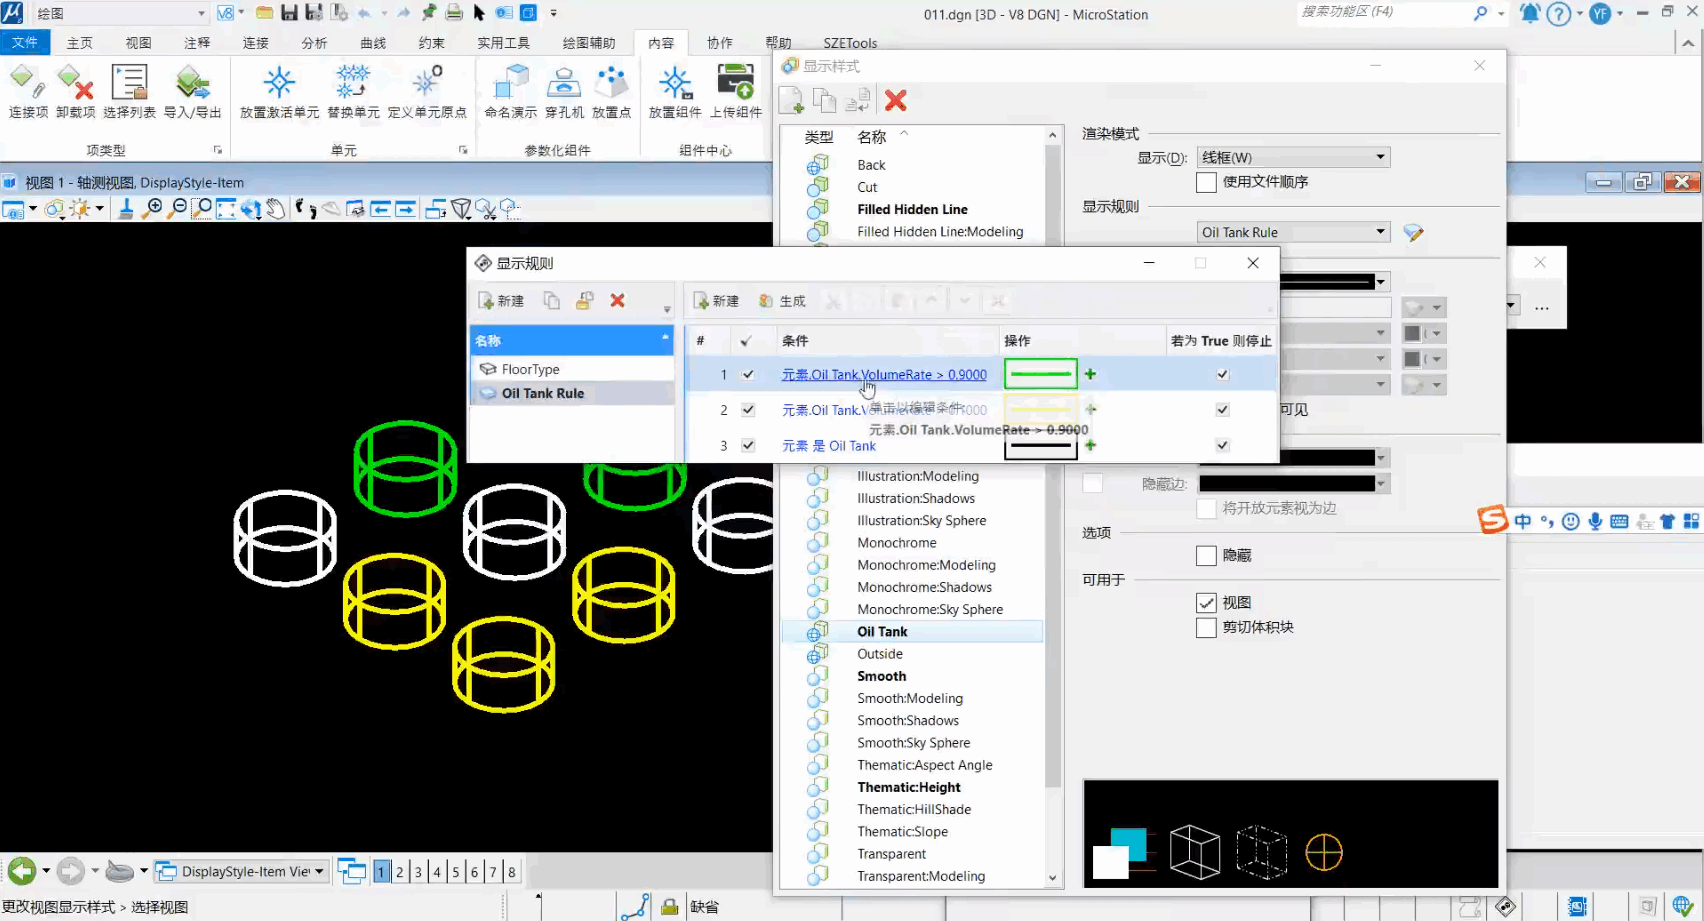 绘图
V8
011.dgn [3D - V8 DGN] - MicroStation
搜索功能区 (F4)
YF
文件 主页 视图 注释 连接 分析 曲线 约束 实用工具 绘图辅助 内容 协作 帮助 SZETools
连接项 卸载项 选择列表 导入/导出 放置激活单元 替换单元 定义单元原点 命名演示 穿孔机 放置点 放置组件 上传组件
项类型 单元 参数化组件 组件中心
视图 1 - 轴测视图, DisplayStyle-Item
显示样式
类型 名称
Back
Cut
Filled Hidden Line
Filled Hidden Line:Modeling
渲染模式
显示(D): 线框(W)
使用文件顺序
显示规则
Oil Tank Rule
显示规则
新建
新建 生成
名称
FloorType
Oil Tank Rule
# 条件 操作 若为 True 则停止
1 元素.Oil Tank.VolumeRate > 0.9000
2 元素.Oil Tank.V
单击以编辑条件:
元素.Oil Tank.VolumeRate > 0.9000
3 元素 是 Oil Tank
可见
Illustration:Modeling
Illustration:Shadows
Illustration:Sky Sphere
Monochrome
Monochrome:Modeling
Monochrome:Shadows
Monochrome:Sky Sphere
Oil Tank
Outside
Smooth
Smooth:Modeling
Smooth:Shadows
Smooth:Sky Sphere
Thematic:Aspect Angle
Thematic:Height
Thematic:HillShade
Thematic:Slope
Transparent
Transparent:Modeling
隐藏边:
将开放元素视为边
选项
隐藏
可用于
视图
剪切体积块
中
DisplayStyle-Item Vie
1 2 3 4 5 6 7 8
更改视图显示样式 > 选择视图
缺省